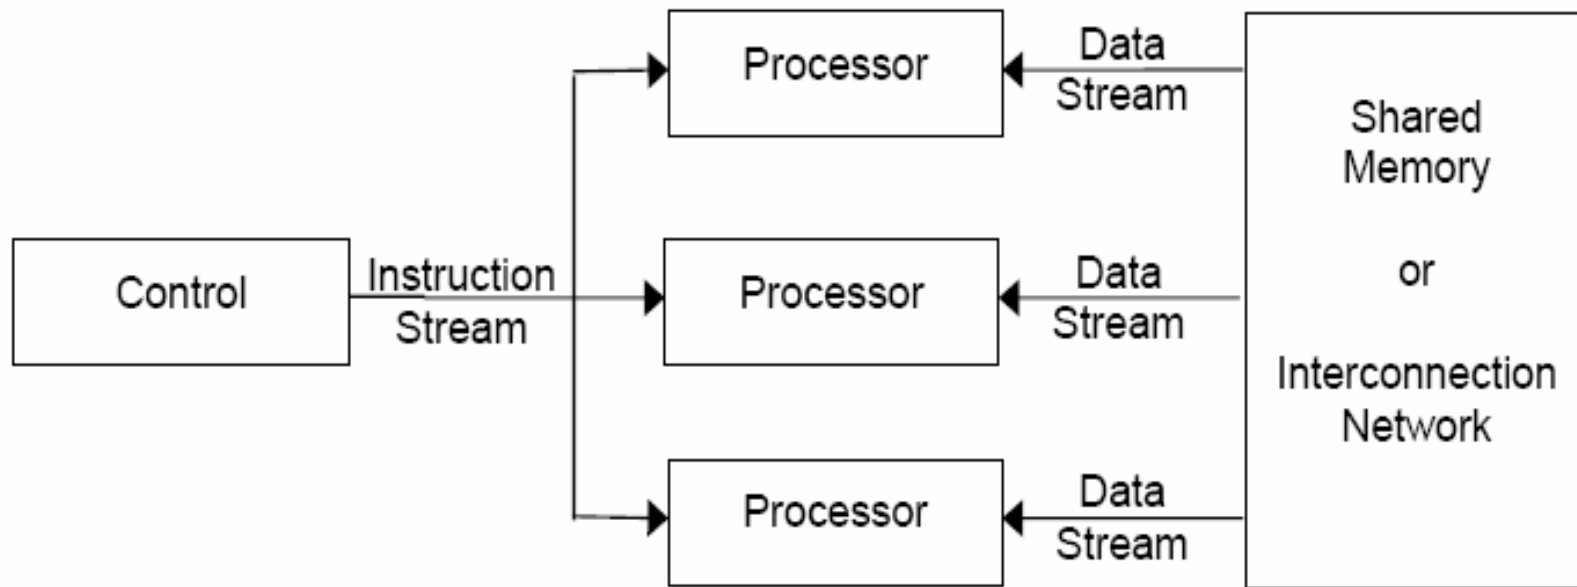 Processor
Data
Stream
Shared
Memory
or
Interconnection
Network
Control
Instruction
Stream
Processor
Data
Stream
Processor
Data
Stream